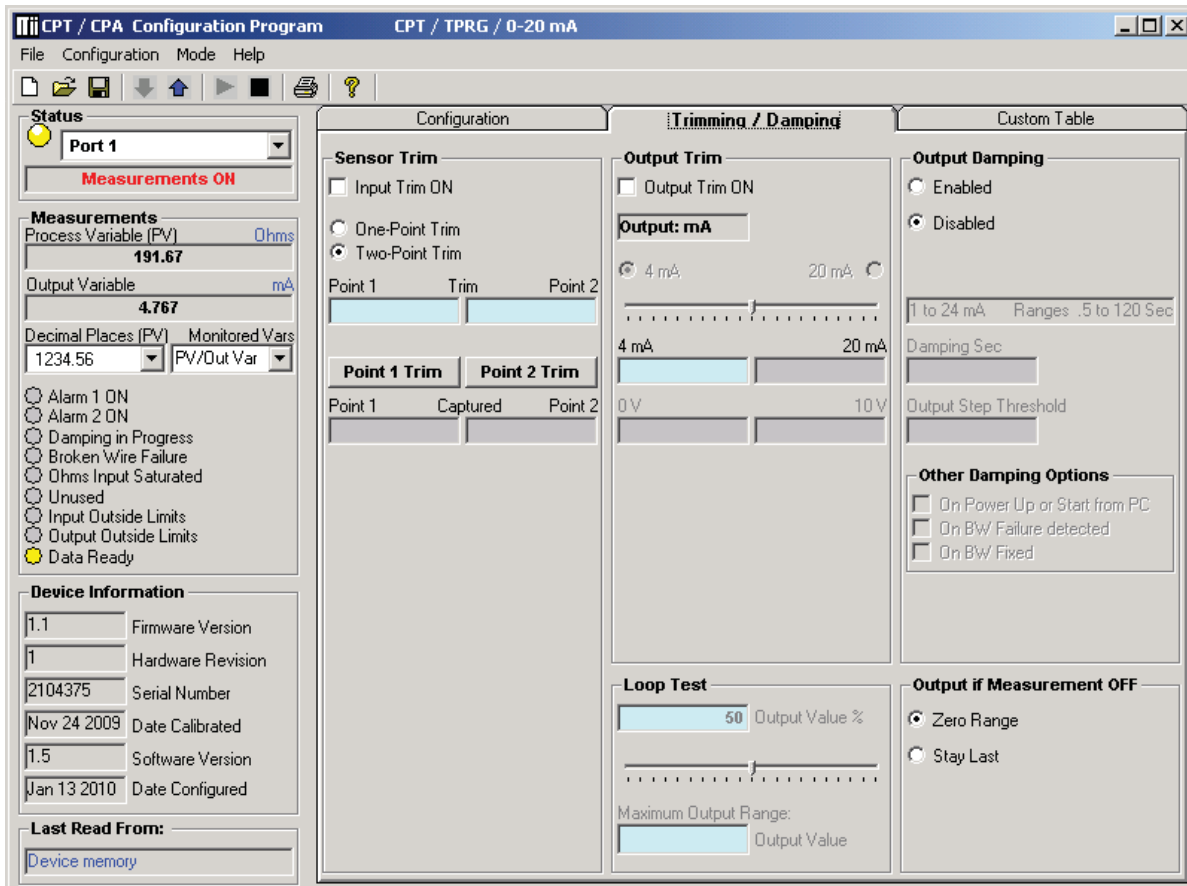 CPT / CPA Configuration Program CPT / TPRG / 0-20 mA
File Configuration Mode Help
Status
Port 1
Measurements ON
Measurements
Process Variable (PV) Ohms
191.67
Output Variable mA
4.767
Decimal Places (PV) Monitored Vars
1234.56 PV/Out Var
Alarm 1 ON
Alarm 2 ON
Damping in Progress
Broken Wire Failure
Ohms Input Saturated
Unused
Input Outside Limits
Output Outside Limits
Data Ready
Device Information
1.1 Firmware Version
1 Hardware Revision
2104375 Serial Number
Nov 24 2009 Date Calibrated
1.5 Software Version
Jan 13 2010 Date Configured
Last Read From:
Device memory
Configuration
Trimming / Damping
Custom Table
Sensor Trim
Input Trim ON
One-Point Trim
Two-Point Trim
Point 1 Trim Point 2
Point 1 Trim Point 2 Trim
Point 1 Captured Point 2
Output Trim
Output Trim ON
Output: mA
4 mA 20 mA
4 mA 20 mA
0 V 10 V
Loop Test
50 Output Value %
Maximum Output Range:
Output Value
Output Damping
Enabled
Disabled
1 to 24 mA Ranges .5 to 120 Sec
Damping Sec
Output Step Threshold
Other Damping Options
On Power Up or Start from PC
On BW Failure detected
On BW Fixed
Output if Measurement OFF
Zero Range
Stay Last